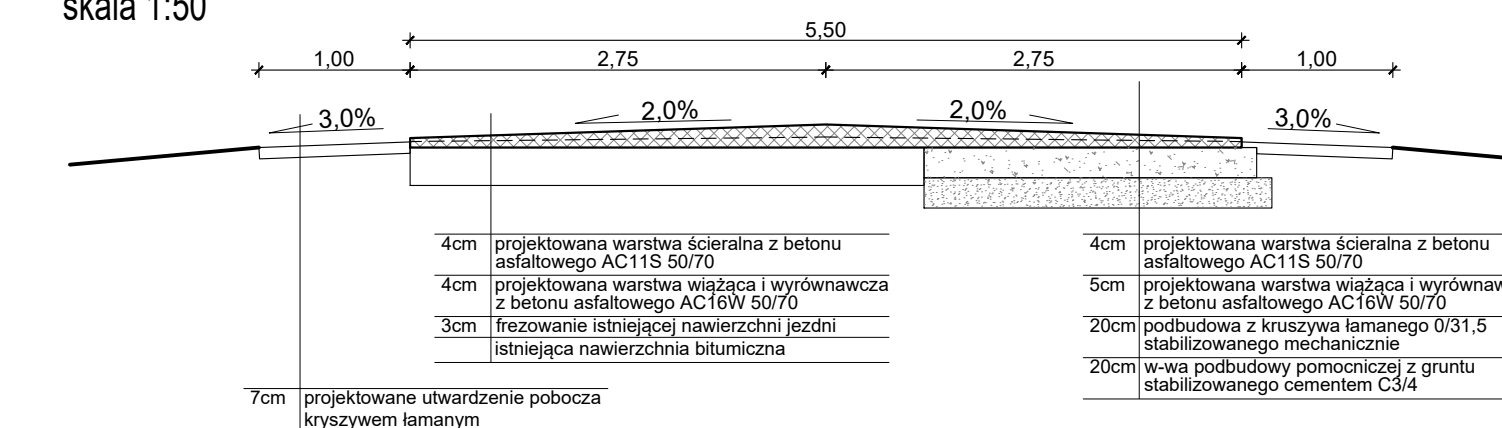 skala 1:50
5,50
1,00 2,75 2,75 1,00
3,0% 2,0% 2,0% 3,0%
4cm projektowana warstwa ścieralna z betonu
asfaltowego AC11S 50/70
4cm projektowana warstwa wiążąca i wyrównawcza
z betonu asfaltowego AC16W 50/70
3cm frezowanie istniejącej nawierzchni jezdni
istniejąca nawierzchnia bitumiczna
4cm projektowana warstwa ścieralna z betonu
asfaltowego AC11S 50/70
5cm projektowana warstwa wiążąca i wyrównaw
z betonu asfaltowego AC16W 50/70
20cm podbudowa z kruszywa łamanego 0/31,5
stabilizowanego mechanicznie
20cm w-wa podbudowy pomocniczej z gruntu
stabilizowanego cementem C3/4
7cm projektowane utwardzenie pobocza
kryszywem łamanym